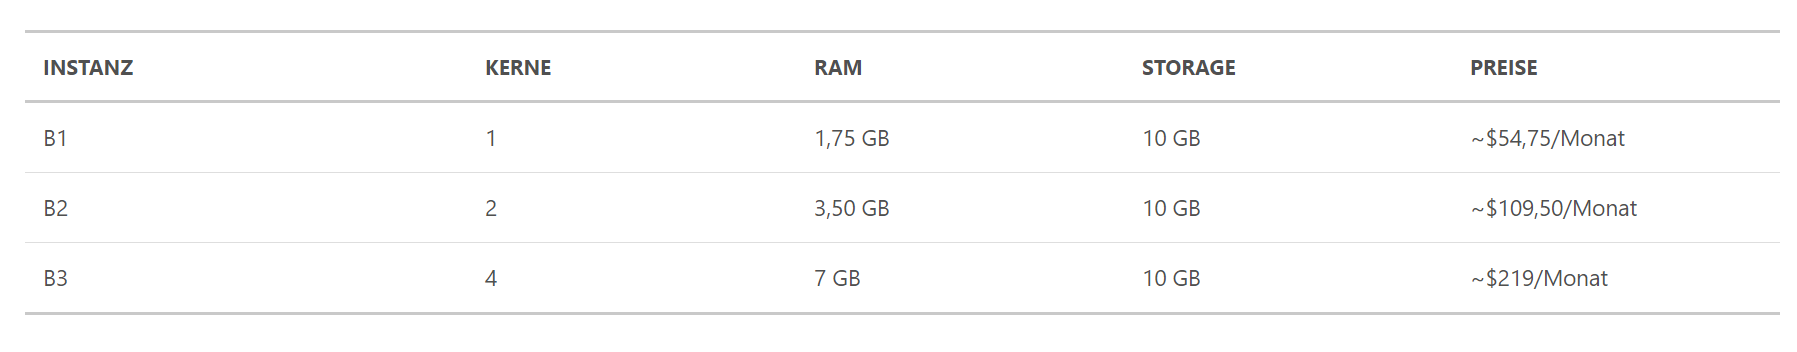 INSTANZ KERNE RAM STORAGE PREISE
B1 1 1,75 GB 10 GB ~$54,75/Monat
B2 2 3,50 GB 10 GB ~$109,50/Monat
B3 4 7 GB 10 GB ~$219/Monat